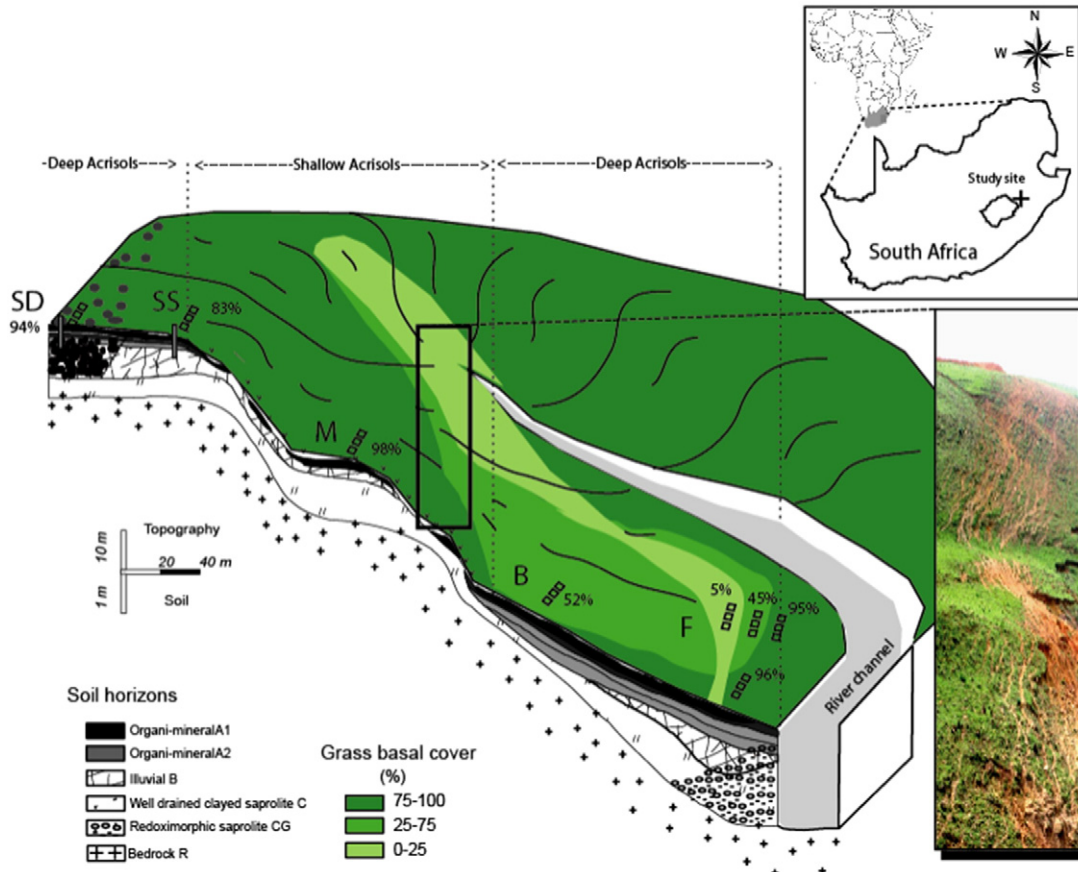 N
W E
S
Study site
South Africa
-Deep Acrisols----> <----Shallow Acrisols----> <----Deep Acrisols---->
SD
94%
SS
83%
M
98%
B
52%
F
5%
45%
95%
96%
River channel
10 m
Topography
20 40 m
1 m
Soil
Soil horizons
Organi-mineralA1
Organi-mineralA2
Illuvial B
Well drained clayed saprolite C
Redoximorphic saprolite CG
Bedrock R
Grass basal cover
(%)
75-100
25-75
0-25